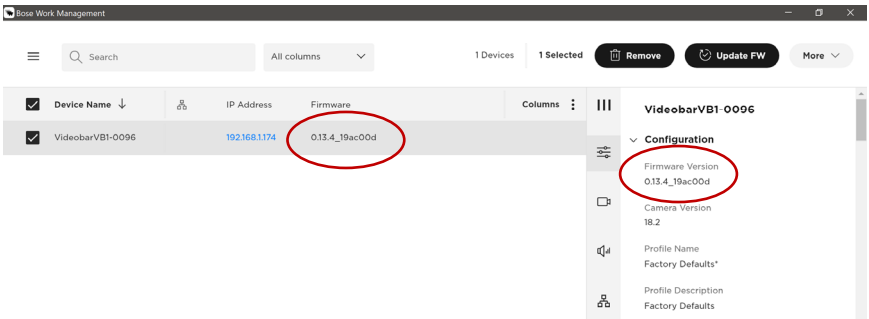 Bose Work Management
Search
All columns
1 Devices
1 Selected
Remove
Update FW
More
Device Name
IP Address
Firmware
Columns
VideobarVB1-0096
192.168.1.174
0.13.4_19ac00d
VideobarVB1-0096
Configuration
Firmware Version
0.13.4_19ac00d
Camera Version
18.2
Profile Name
Factory Defaults*
Profile Description
Factory Defaults